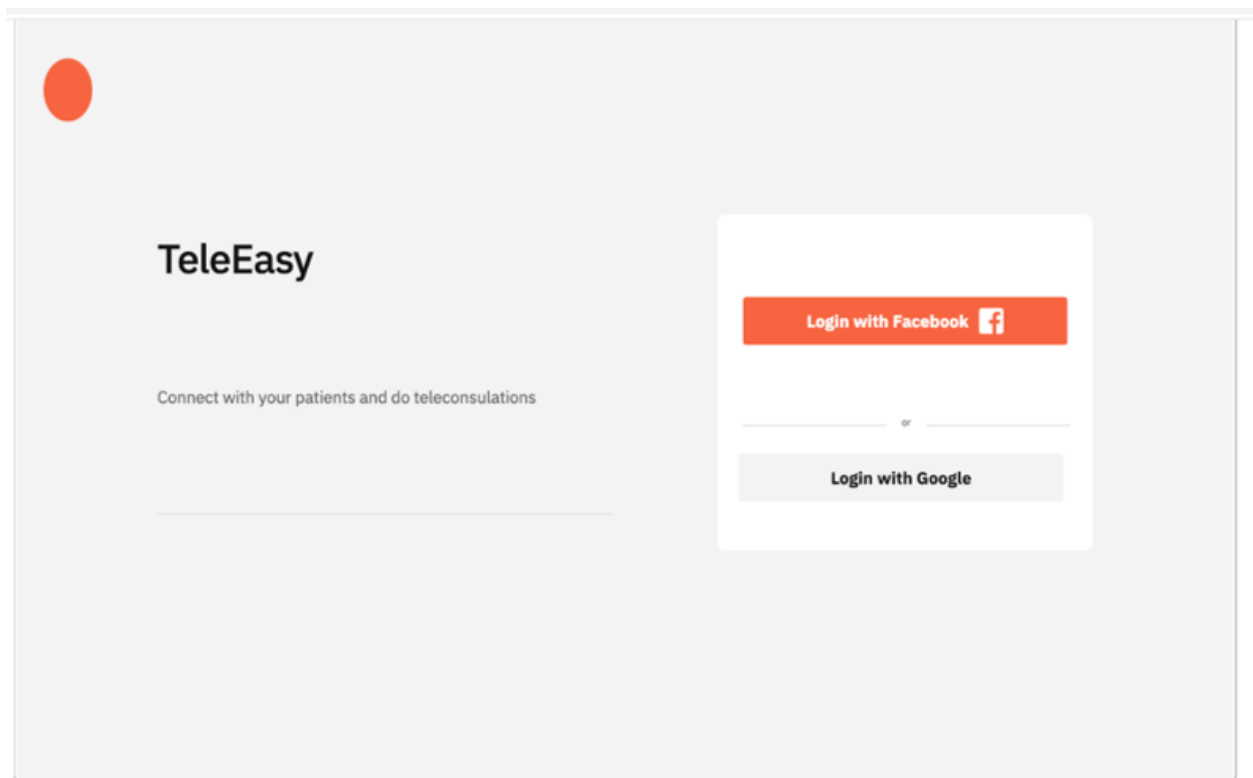 TeleEasy
Connect with your patients and do teleconsulations
Login with Facebook
or
Login with Google